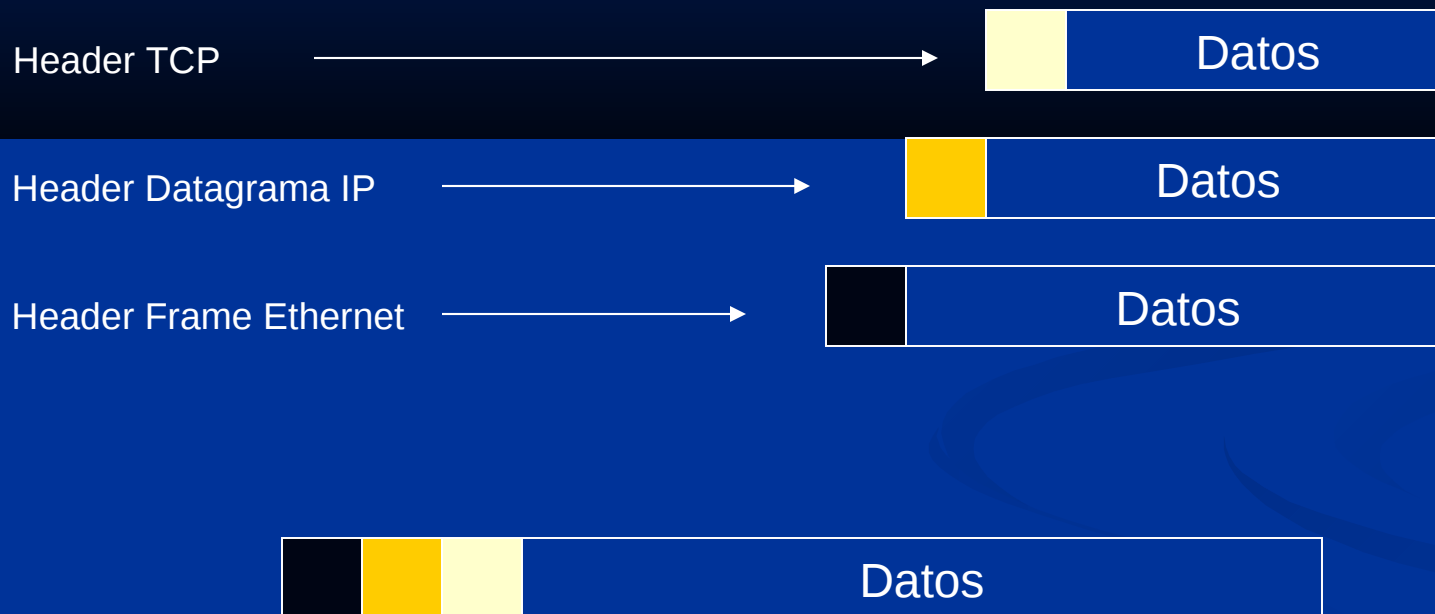 Header TCP
Datos
Header Datagrama IP
Datos
Header Frame Ethernet
Datos
Datos